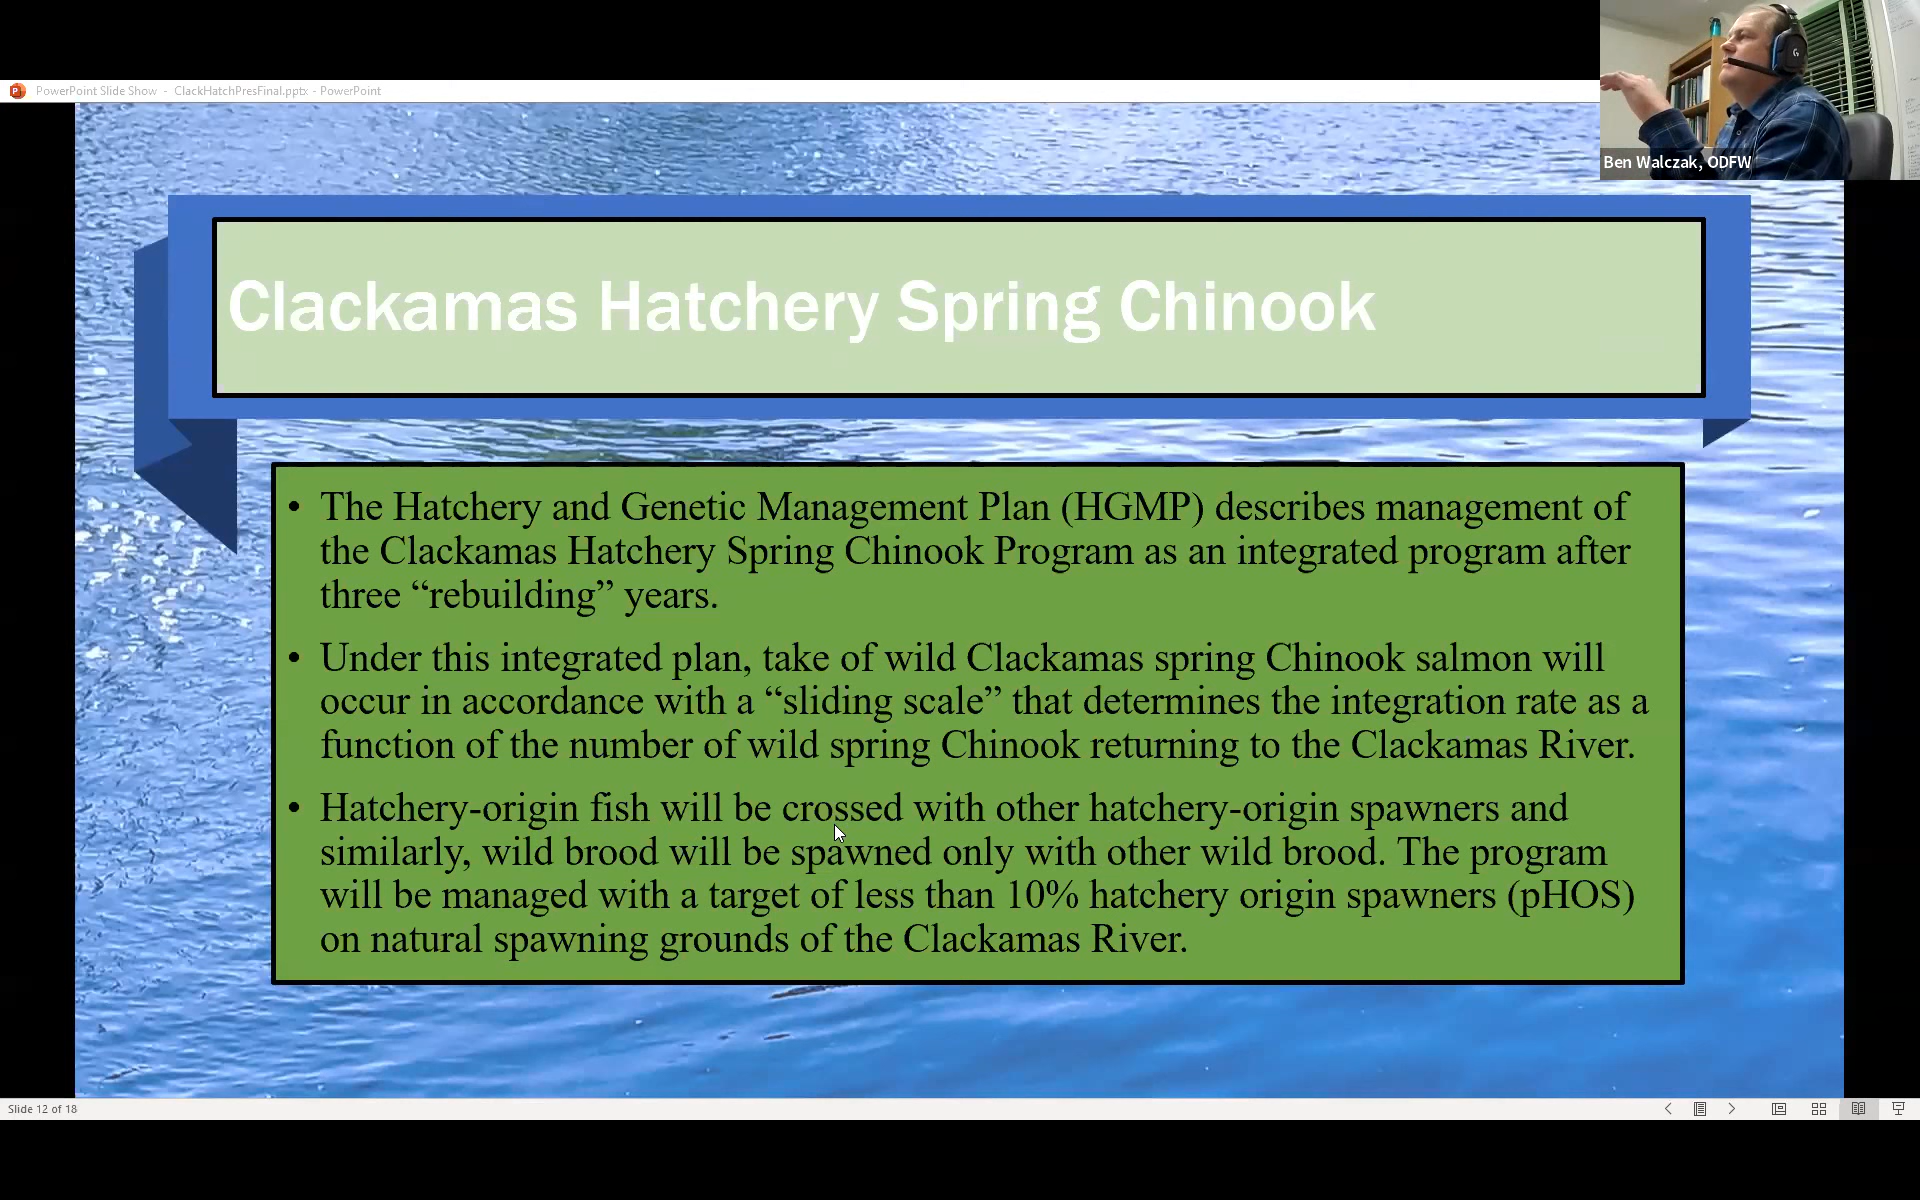 PowerPoint Slide Show - ClackHatchPresFinal.pptx - PowerPoint
Ben Walczak, ODFW
Clackamas Hatchery Spring Chinook
• The Hatchery and Genetic Management Plan (HGMP) describes management of
the Clackamas Hatchery Spring Chinook Program as an integrated program after
three “rebuilding” years.
• Under this integrated plan, take of wild Clackamas spring Chinook salmon will
occur in accordance with a “sliding scale” that determines the integration rate as a
function of the number of wild spring Chinook returning to the Clackamas River.
• Hatchery-origin fish will be crossed with other hatchery-origin spawners and
similarly, wild brood will be spawned only with other wild brood. The program
will be managed with a target of less than 10% hatchery origin spawners (pHOS)
on natural spawning grounds of the Clackamas River.
Slide 12 of 18